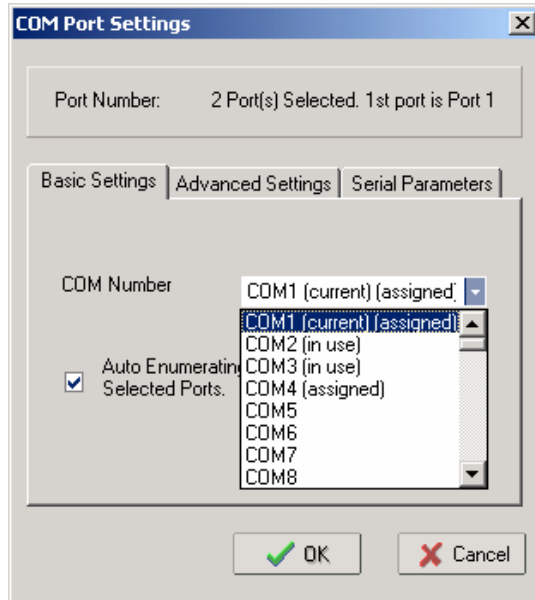 COM Port Settings
Port Number: 2 Port(s) Selected. 1st port is Port 1
Basic Settings Advanced Settings Serial Parameters
COM Number COM1 (current) (assigned)
COM1 (current) (assigned)
COM2 (in use)
COM3 (in use)
Auto Enumerating
COM4 (assigned)
Selected Ports.
COM5
COM6
COM7
COM8
OK Cancel